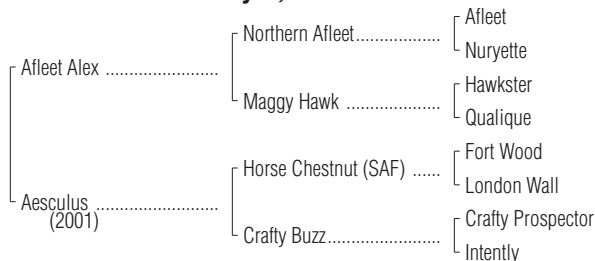 Afleet
Northern Afleet..................
Nuryette
Afleet Alex ........................
Hawkster
Maggy Hawk ....................
Qualique
Fort Wood
Horse Chestnut (SAF) ......
London Wall
Aesculus ..........................
(2001)
Crafty Prospector
Crafty Buzz........................
Intently